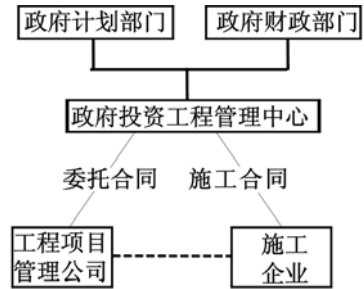 政府计划部门
政府财政部门
政府投资工程管理中心
委托合同
施工合同
工程项目
管理公司
施工
企业